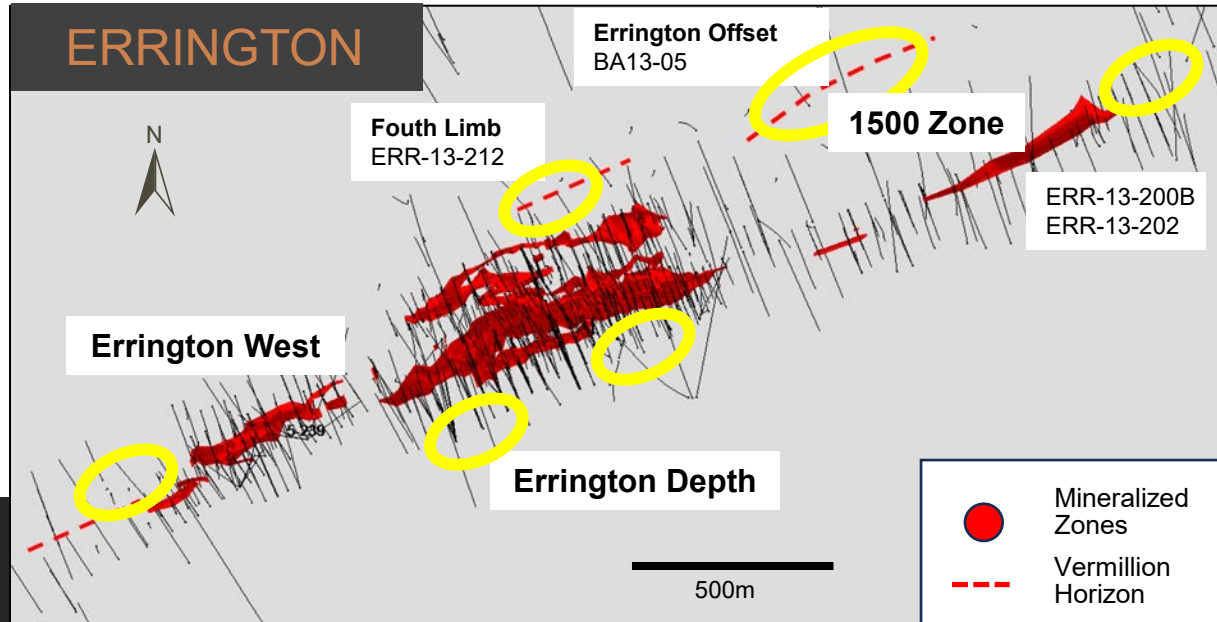 ERRINGTON
Errington Offset
BA13-05
N
Fouth Limb
ERR-13-212
1500 Zone
ERR-13-200B
ERR-13-202
Errington West
5-239
Errington Depth
500m
Mineralized
Zones
Vermillion
Horizon